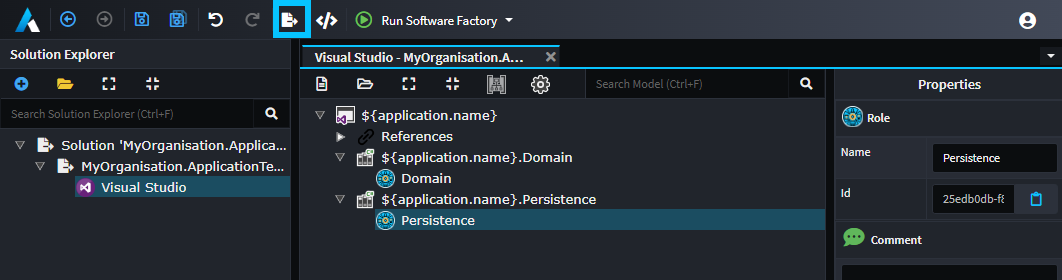 Run Software Factory
Solution Explorer
Visual Studio - MyOrganisation.A...
Search Solution Explorer (Ctrl+F)
Search Model (Ctrl+F)
Properties
Solution 'MyOrganisation.Applica...
MyOrganisation.ApplicationTe...
Visual Studio
${application.name}
References
${application.name}.Domain
Domain
${application.name}.Persistence
Persistence
Role
Name
Persistence
Id
25edb0db-f8
Comment